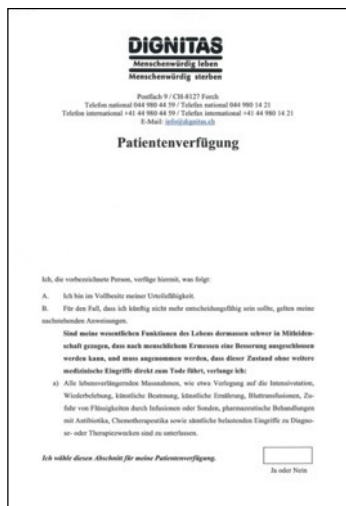 DIGNITAS
Menschenwürdig leben
Menschenwürdig sterben
Postfach 9 / CH-8127 Forch
Telefon national 044 980 44 59 / Telefax national 044 980 14 21
Telefon international +41 44 980 44 59 / Telefax international +41 44 980 14 21
E-Mail: info@dignitas.ch
Patientenverfügung
Ich, die vorbezeichnete Person, verfüge hiermit, was folgt:
A. Ich bin im Vollbesitz meiner Urteilsfähigkeit.
B. Für den Fall, dass ich künftig nicht mehr entscheidungsfähig sein sollte, gelten meine
nachstehenden Anweisungen.
Sind meine wesentlichen Funktionen des Lebens dermassen schwer in Mitleiden-
schaft gezogen, dass nach menschlichem Ermessen eine Besserung ausgeschlossen
werden kann, und muss angenommen werden, dass dieser Zustand ohne weitere
medizinische Eingriffe direkt zum Tode führt, verlange ich:
a) Alle lebensverlängernden Massnahmen, wie etwa Verlegung auf die Intensivstation,
Wiederbelebung, künstliche Beatmung, künstliche Ernährung, Bluttransfusionen, Zu-
fuhr von Flüssigkeiten durch Infusionen oder Sonden, pharmazeutische Behandlungen
mit Antibiotika, Chemotherapeutika sowie sämtliche belastenden Eingriffe zu Diagno-
se- oder Therapiezwecken sind zu unterlassen.
Ich wähle diesen Abschnitt für meine Patientenverfügung.
Ja oder Nein